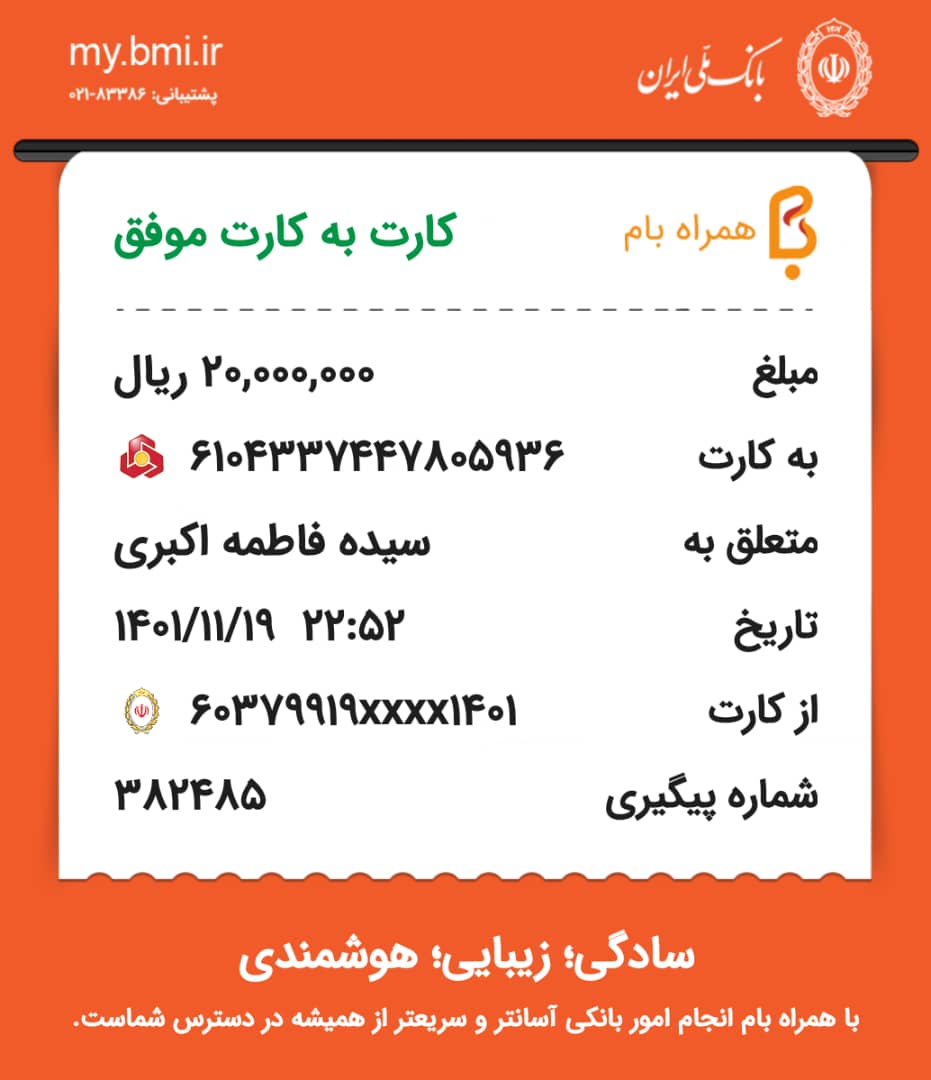 my.bmi.ir
بانک ملی ایران
پشتیبانی: ۸۳۳۸۶-۰۲۱
همراه بام
کارت به کارت موفق
مبلغ ۲۰,۰۰۰,۰۰۰ ریال
به کارت ۶۱۰۴۳۳۷۴۴۷۸۰۵۹۳۶
متعلق به سیده فاطمه اکبری
تاریخ ۱۴۰۱/۱۱/۱۹ ۲۲:۵۲
از کارت ۶۰۳۷۹۹۱۹xxxx۱۴۰۱
شماره پیگیری ۳۸۲۴۸۵
سادگی؛ زیبایی؛ هوشمندی
با همراه بام انجام امور بانکی آسانتر و سریعتر از همیشه در دسترس شماست.